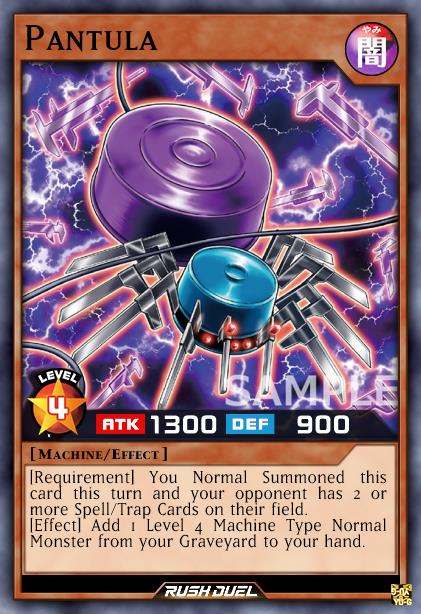 PANTULA
やみ
闇
SAMPLE
LEVEL
4
ATK 1300 DEF 900
[MACHINE/EFFECT]
[Requirement] You Normal Summoned this
card this turn and your opponent has 2 or
more Spell/Trap Cards on their field.
[Effect] Add 1 Level 4 Machine Type Normal
Monster from your Graveyard to your hand.
RUSH DUEL